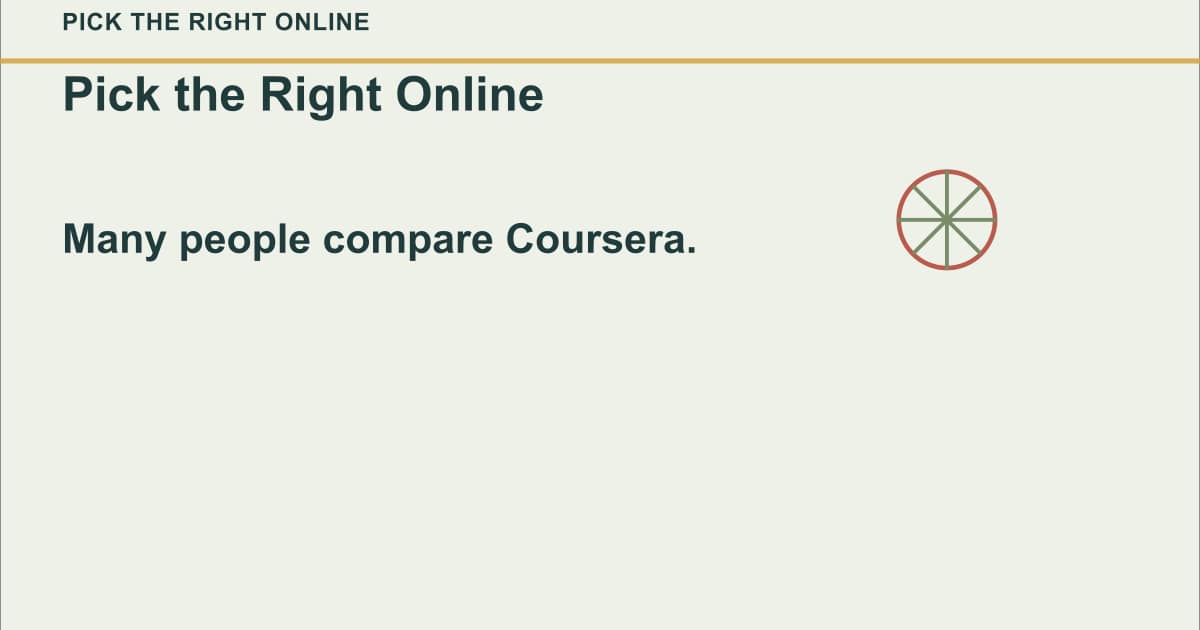 PICK THE RIGHT ONLINE
Pick the Right Online
Many people compare Coursera.